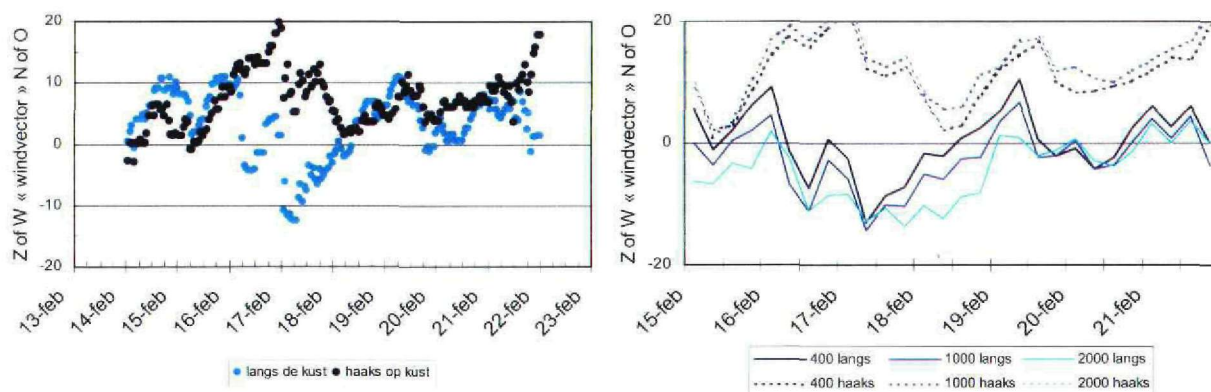 Z of W « windvector » N of O
20
10
0
-10
-20
13-feb
14-feb
15-feb
16-feb
17-feb
18-feb
19-feb
20-feb
21-feb
22-feb
23-feb
langs de kust
haaks op kust
Z of W « windvector » N of O
20
0
-20
15-feb
16-feb
17-feb
18-feb
19-feb
20-feb
21-feb
400 langs 1000 langs 2000 langs
400 haaks 1000 haaks 2000 haaks